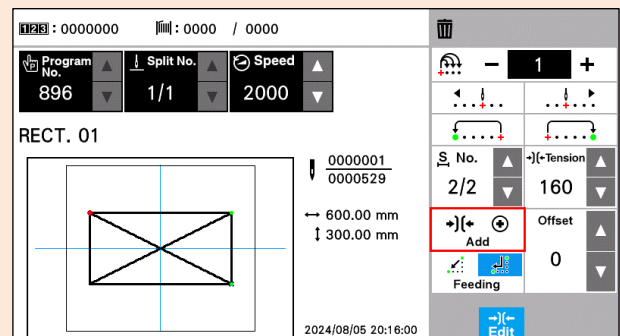 123 : 0000000
: 0000 / 0000
Program No.
896
Split No.
1/1
Speed
2000
RECT. 01
0000001
0000529
600.00 mm
300.00 mm
2024/08/05 20:16:00
1
S No.
2/2
Tension
160
Add
Offset
0
Feeding
Edit